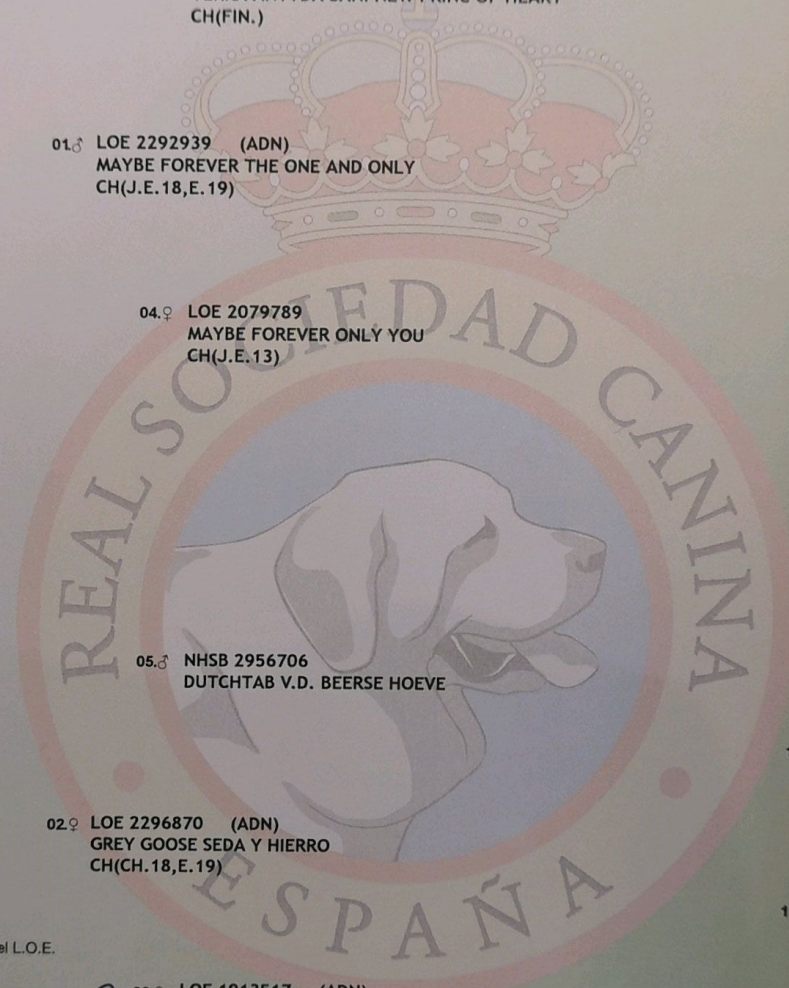 CH(FIN.)
01.♂ LOE 2292939 (ADN)
MAYBE FOREVER THE ONE AND ONLY
CH(J.E.18,E.19)
04.♀ LOE 2079789
MAYBE FOREVER ONLY YOU
CH(J.E.13)
REAL SOCIEDAD CANINA
05.♂ NHSB 2956706
DUTCHTAB V.D. BEERSE HOEVE
02.♀ LOE 2296870 (ADN)
GREY GOOSE SEDA Y HIERRO
CH(CH.18,E.19)
ESPAÑA
el L.O.E.
LOE (ADN)